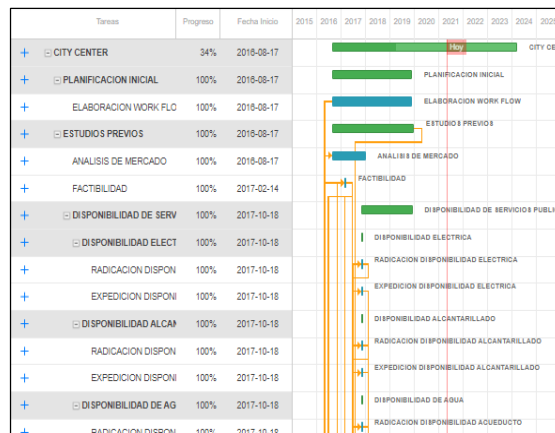 Tareas Progreso Fecha Inicio 2015 2016 2017 2018 2019 2020 2021 2022 2023 2024 2025
CITY CENTER 34% 2016-08-17 Hoy CITY CE
PLANIFICACION INICIAL 100% 2016-08-17 PLANIFICACION INICIAL
ELABORACION WORK FLO 100% 2016-08-17 ELABORACION WORK FLOW
ESTUDIOS PREVIOS 100% 2016-08-17 ESTUDIOS PREVIOS
ANALISIS DE MERCADO 100% 2016-08-17 ANALISIS DE MERCADO
FACTIBILIDAD 100% 2017-02-14 FACTIBILIDAD
DISPONIBILIDAD DE SERV 100% 2017-10-18 DISPONIBILIDAD DE SERVICIOS PUBLI
DISPONIBILIDAD ELECT 100% 2017-10-18 DISPONIBILIDAD ELECTRICA
RADICACION DISPON 100% 2017-10-18 RADICACION DISPONIBILIDAD ELECTRICA
EXPEDICION DISPONI 100% 2017-10-18 EXPEDICION DISPONIBILIDAD ELECTRICA
DISPONIBILIDAD ALCAN 100% 2017-10-18 DISPONIBILIDAD ALCANTARILLADO
RADICACION DISPON 100% 2017-10-18 RADICACION DISPONIBILIDAD ALCANTARILLADO
EXPEDICION DISPONI 100% 2017-10-18 EXPEDICION DISPONIBILIDAD ALCANTARILLADO
DISPONIBILIDAD DE AG 100% 2017-10-18 DISPONIBILIDAD DE AGUA
RADICACION DISPON 100% 2017-10-18 RADICACION DISPONIBILIDAD ACUEDUCTO